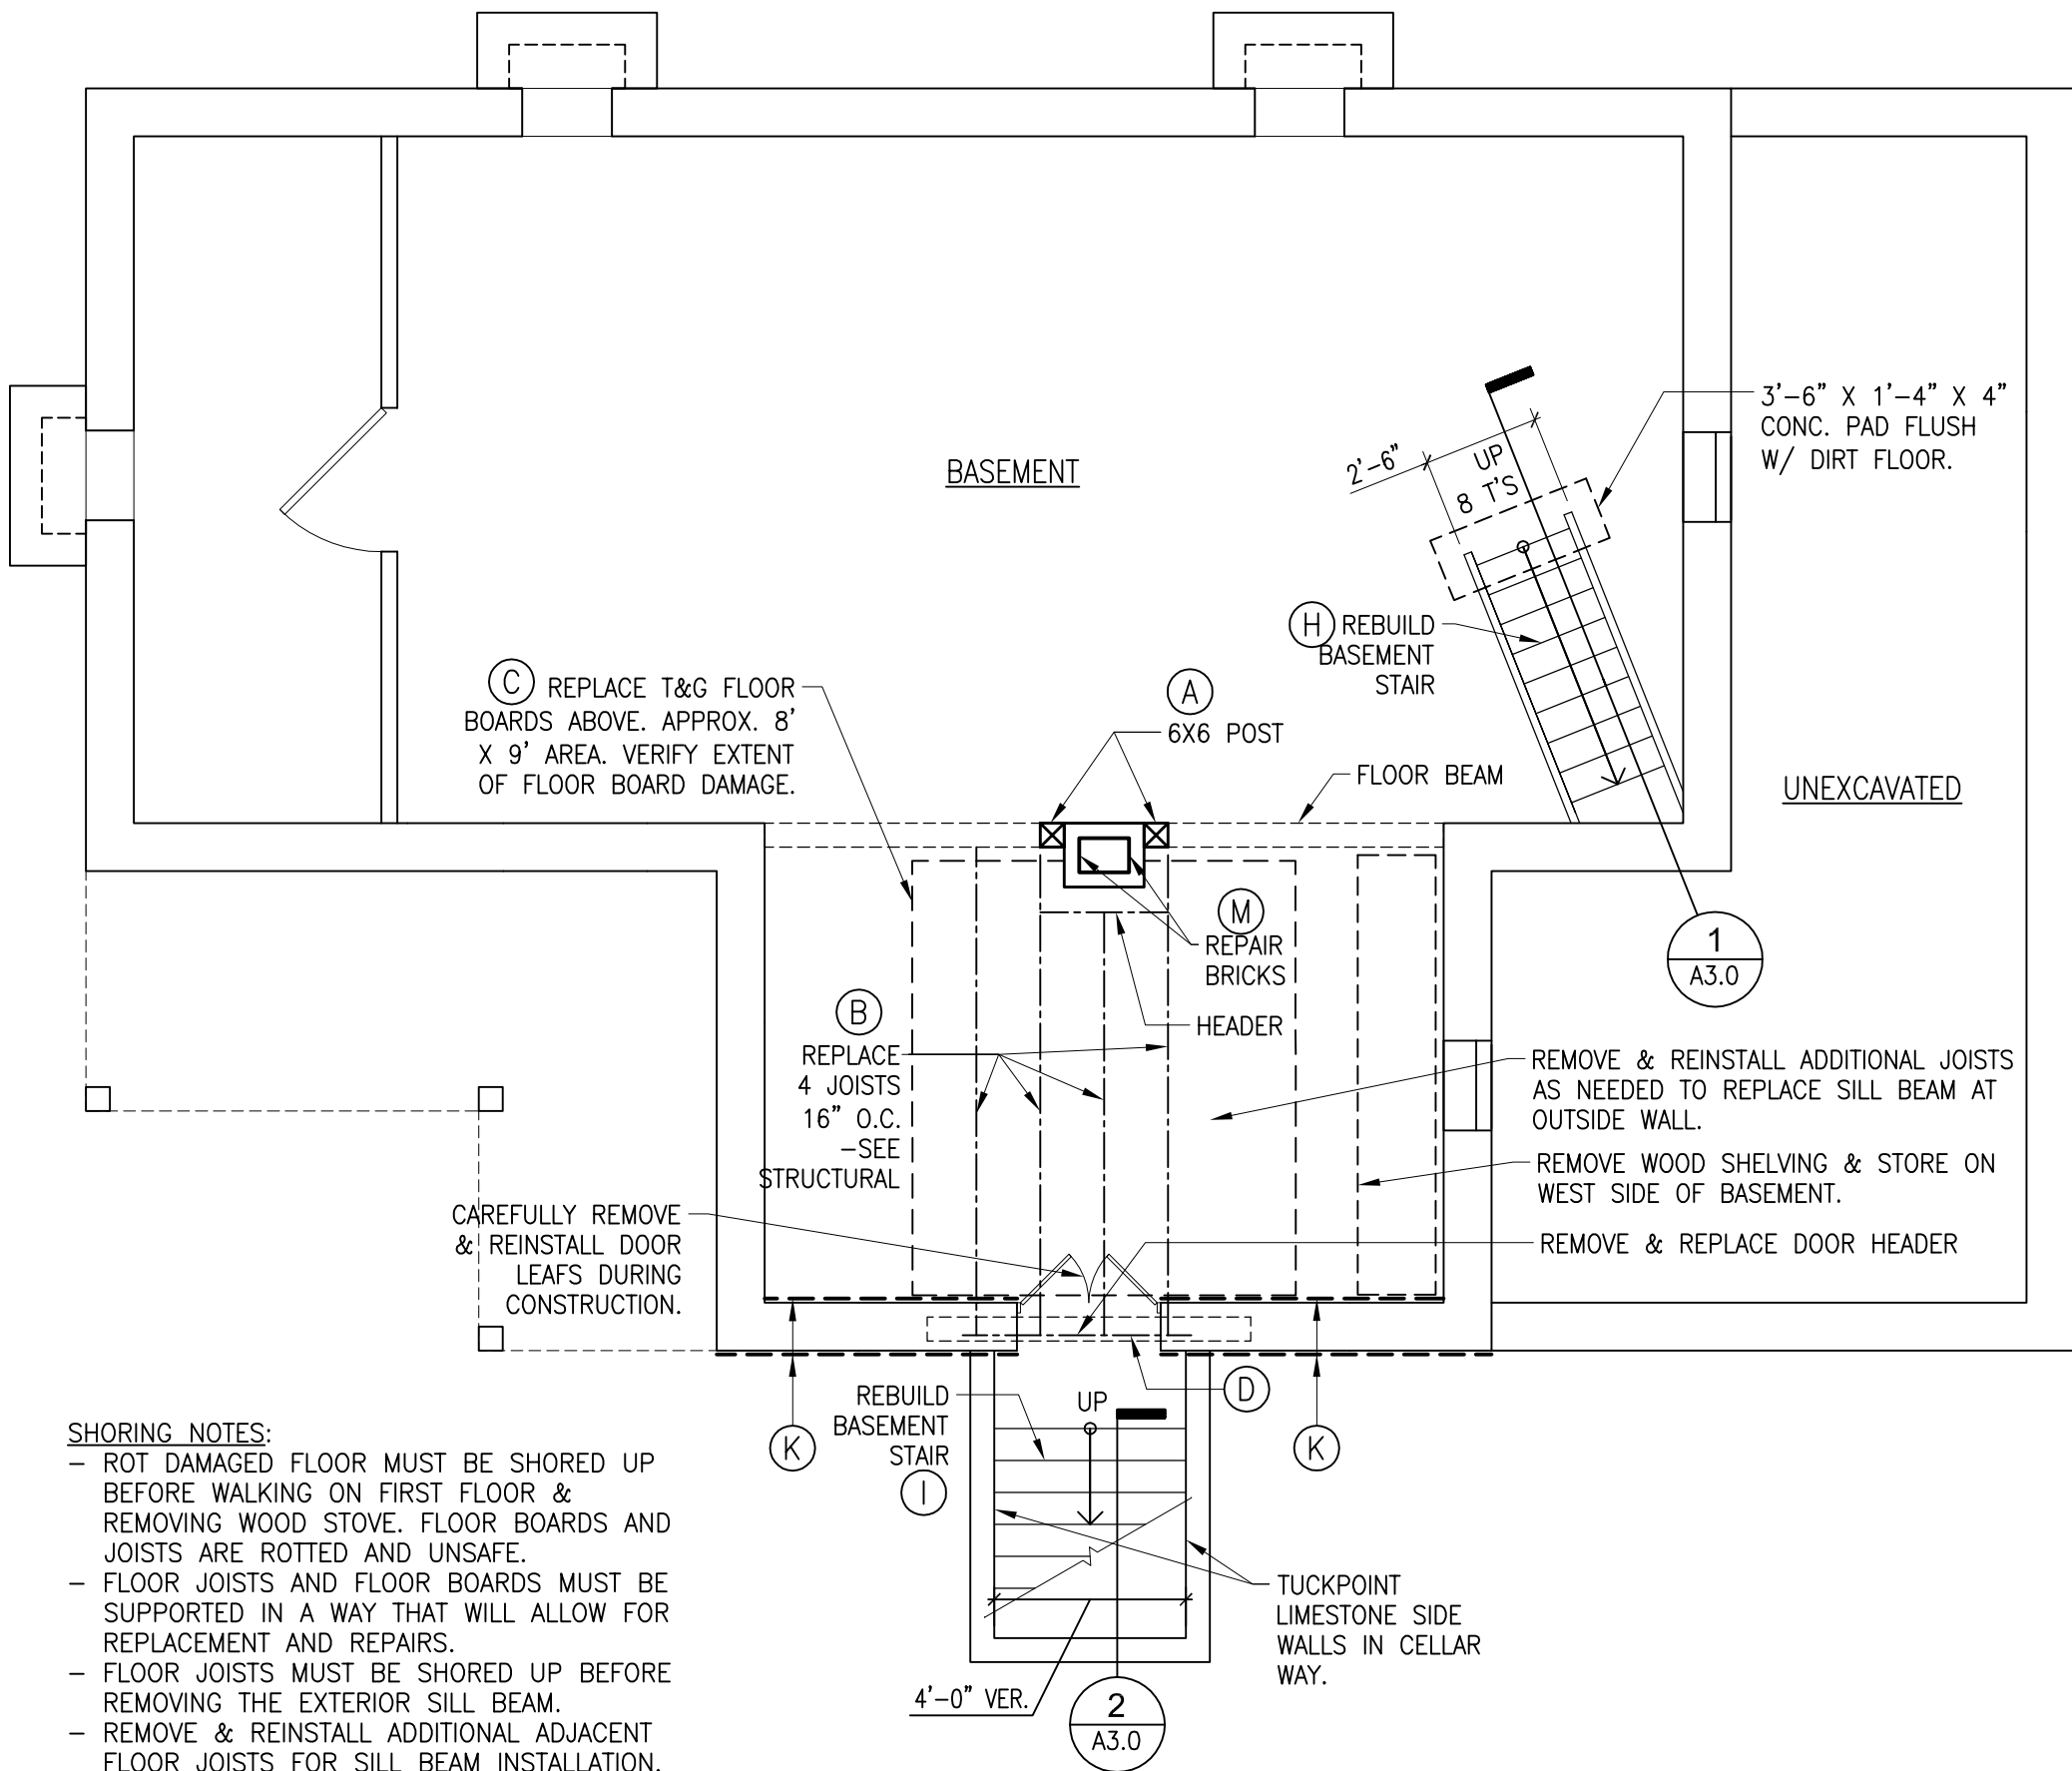 BASEMENT
3'-6" X 1'-4" X 4"
CONC. PAD FLUSH
W/ DIRT FLOOR.
2'-6"
UP
8 T'S
H REBUILD
BASEMENT
STAIR
C REPLACE T&G FLOOR
BOARDS ABOVE. APPROX. 8'
X 9' AREA. VERIFY EXTENT
OF FLOOR BOARD DAMAGE.
A
6X6 POST
FLOOR BEAM
UNEXCAVATED
M
REPAIR
BRICKS
1
A3.0
HEADER
B
REPLACE
4 JOISTS
16" O.C.
-SEE
STRUCTURAL
REMOVE & REINSTALL ADDITIONAL JOISTS
AS NEEDED TO REPLACE SILL BEAM AT
OUTSIDE WALL.
REMOVE WOOD SHELVING & STORE ON
WEST SIDE OF BASEMENT.
REMOVE & REPLACE DOOR HEADER
CAREFULLY REMOVE
& REINSTALL DOOR
LEAFS DURING
CONSTRUCTION.
K
REBUILD
BASEMENT
STAIR
I
UP
D
K
TUCKPOINT
LIMESTONE SIDE
WALLS IN CELLAR
WAY.
4'-0" VER.
2
A3.0
SHORING NOTES:
- ROT DAMAGED FLOOR MUST BE SHORED UP
BEFORE WALKING ON FIRST FLOOR &
REMOVING WOOD STOVE. FLOOR BOARDS AND
JOISTS ARE ROTTED AND UNSAFE.
- FLOOR JOISTS AND FLOOR BOARDS MUST BE
SUPPORTED IN A WAY THAT WILL ALLOW FOR
REPLACEMENT AND REPAIRS.
- FLOOR JOISTS MUST BE SHORED UP BEFORE
REMOVING THE EXTERIOR SILL BEAM.
- REMOVE & REINSTALL ADDITIONAL ADJACENT
FLOOR JOISTS FOR SILL BEAM INSTALLATION.